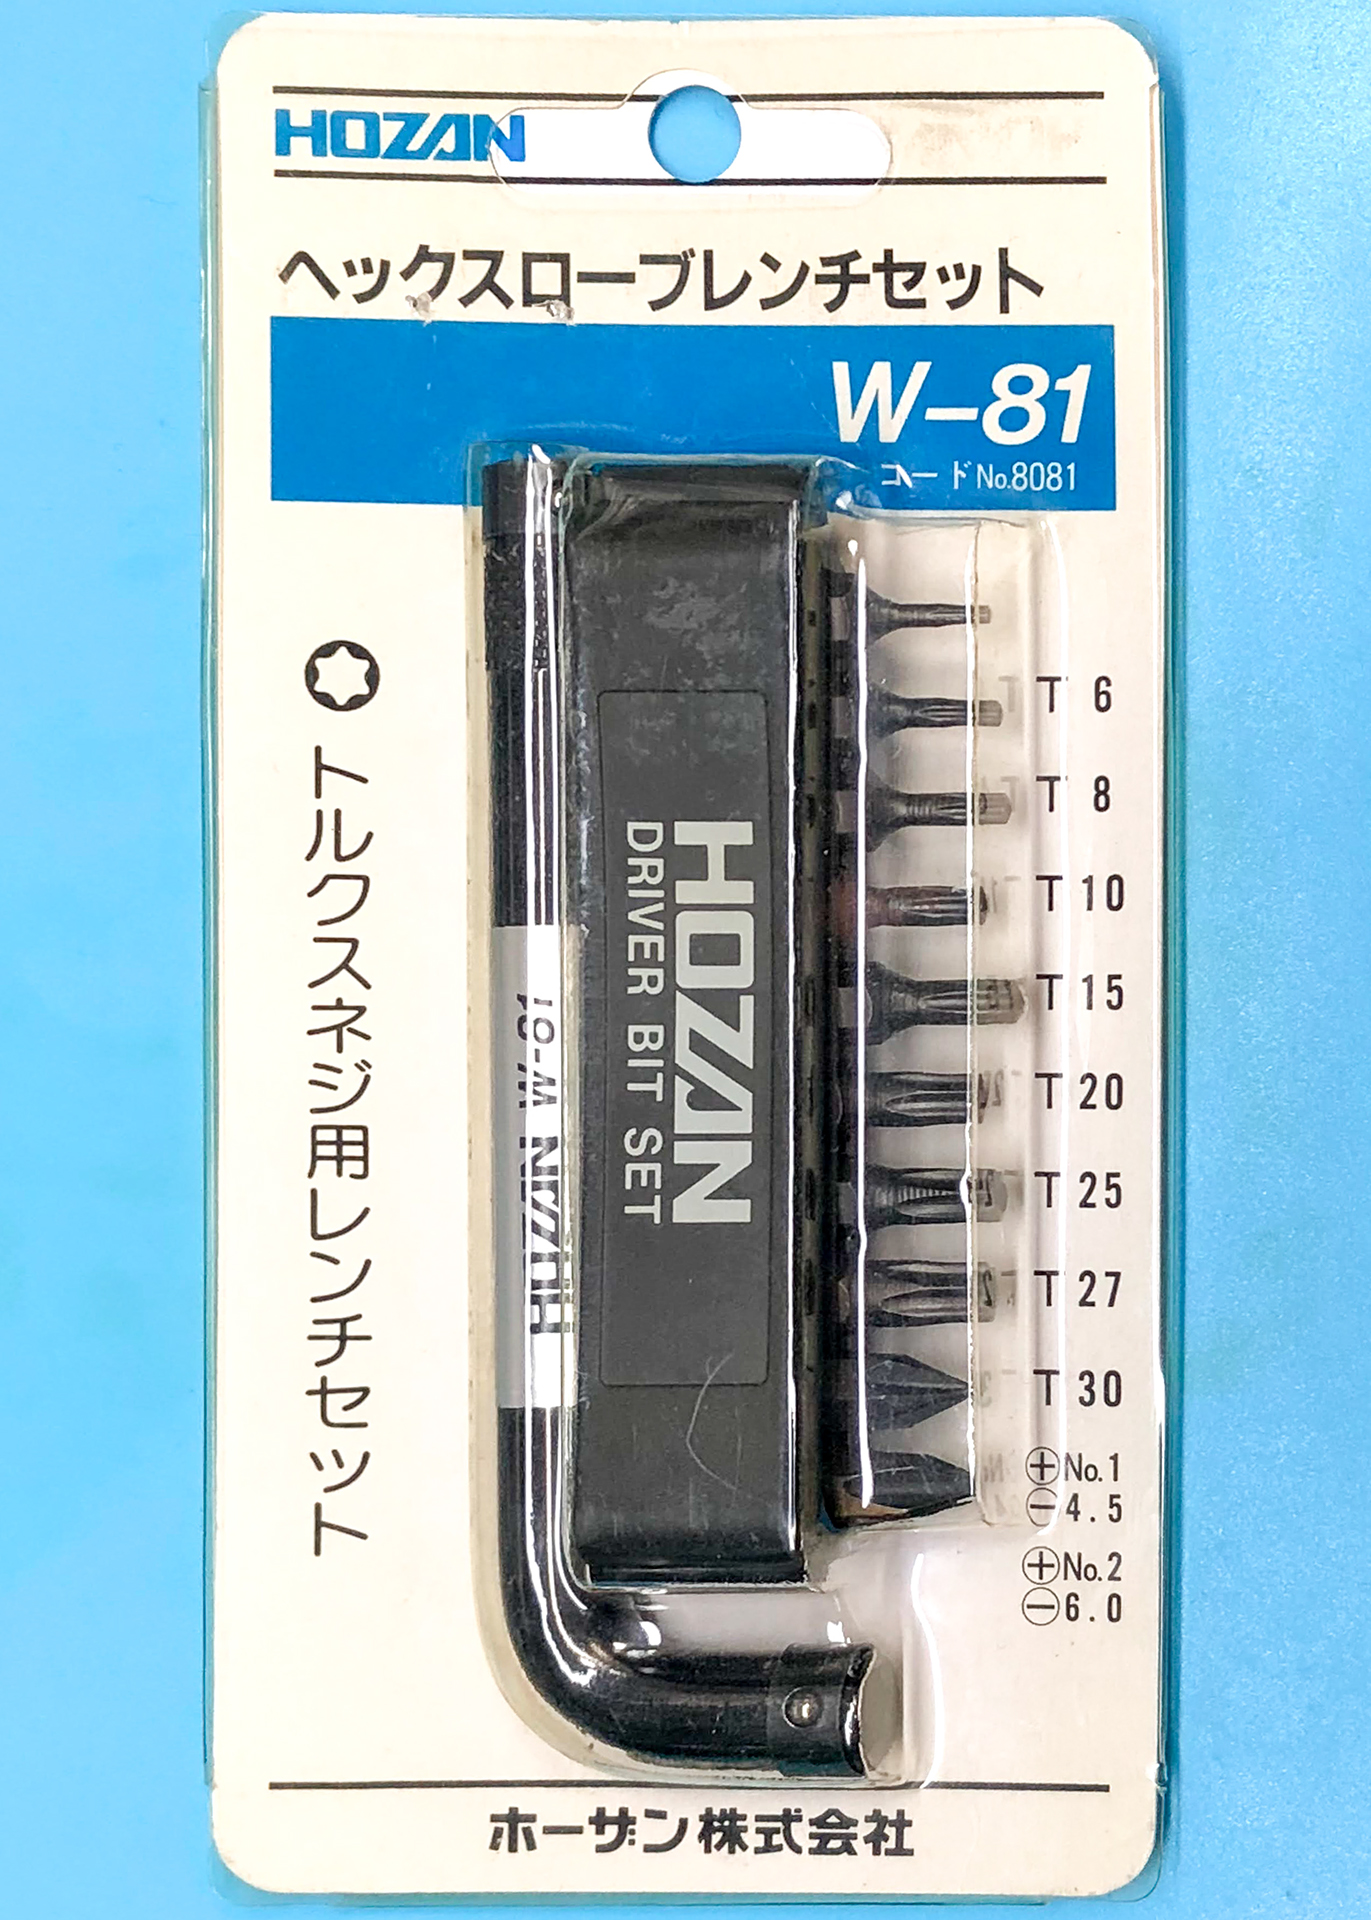 HOZAN
ヘックスローブレンチセット
W-81
コード No.8081
トルクスネジ用レンチセット
HOZAN W-81
HOZAN
DRIVER BIT SET
T 6
T 8
T 10
T 15
T 20
T 25
T 27
T 30
⊕No.1
⊖4.5
⊕No.2
⊖6.0
ホーザン株式会社